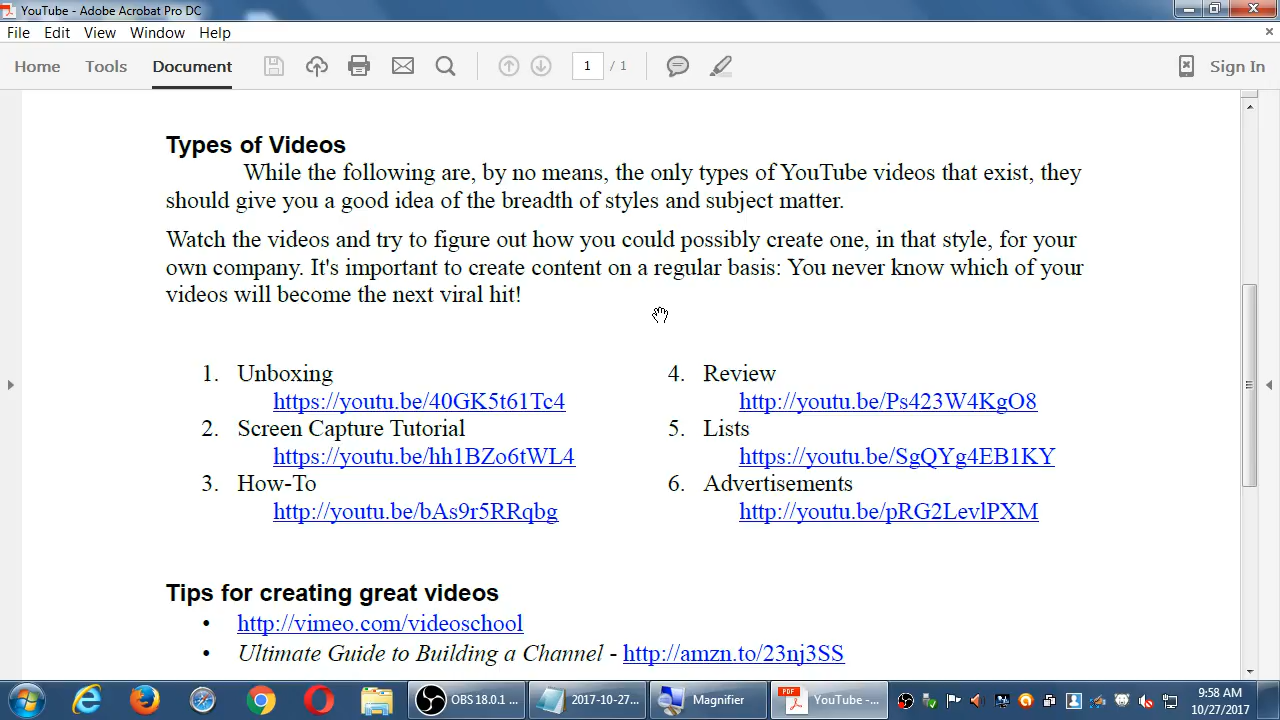 YouTube - Adobe Acrobat Pro DC
File Edit View Window Help
Home Tools Document 1 / 1 Sign In
Types of Videos
While the following are, by no means, the only types of YouTube videos that exist, they
should give you a good idea of the breadth of styles and subject matter.
Watch the videos and try to figure out how you could possibly create one, in that style, for your
own company. It's important to create content on a regular basis: You never know which of your
videos will become the next viral hit!
1. Unboxing
https://youtu.be/40GK5t61Tc4
2. Screen Capture Tutorial
https://youtu.be/hh1BZo6tWL4
3. How-To
http://youtu.be/bAs9r5RRqbg
4. Review
http://youtu.be/Ps423W4KgO8
5. Lists
https://youtu.be/SgQYg4EB1KY
6. Advertisements
http://youtu.be/pRG2LevlPXM
Tips for creating great videos
• http://vimeo.com/videoschool
• Ultimate Guide to Building a Channel - http://amzn.to/23nj3SS
OBS 18.0.1 ... 2017-10-27... Magnifier PDF YouTube -... 9:58 AM
10/27/2017